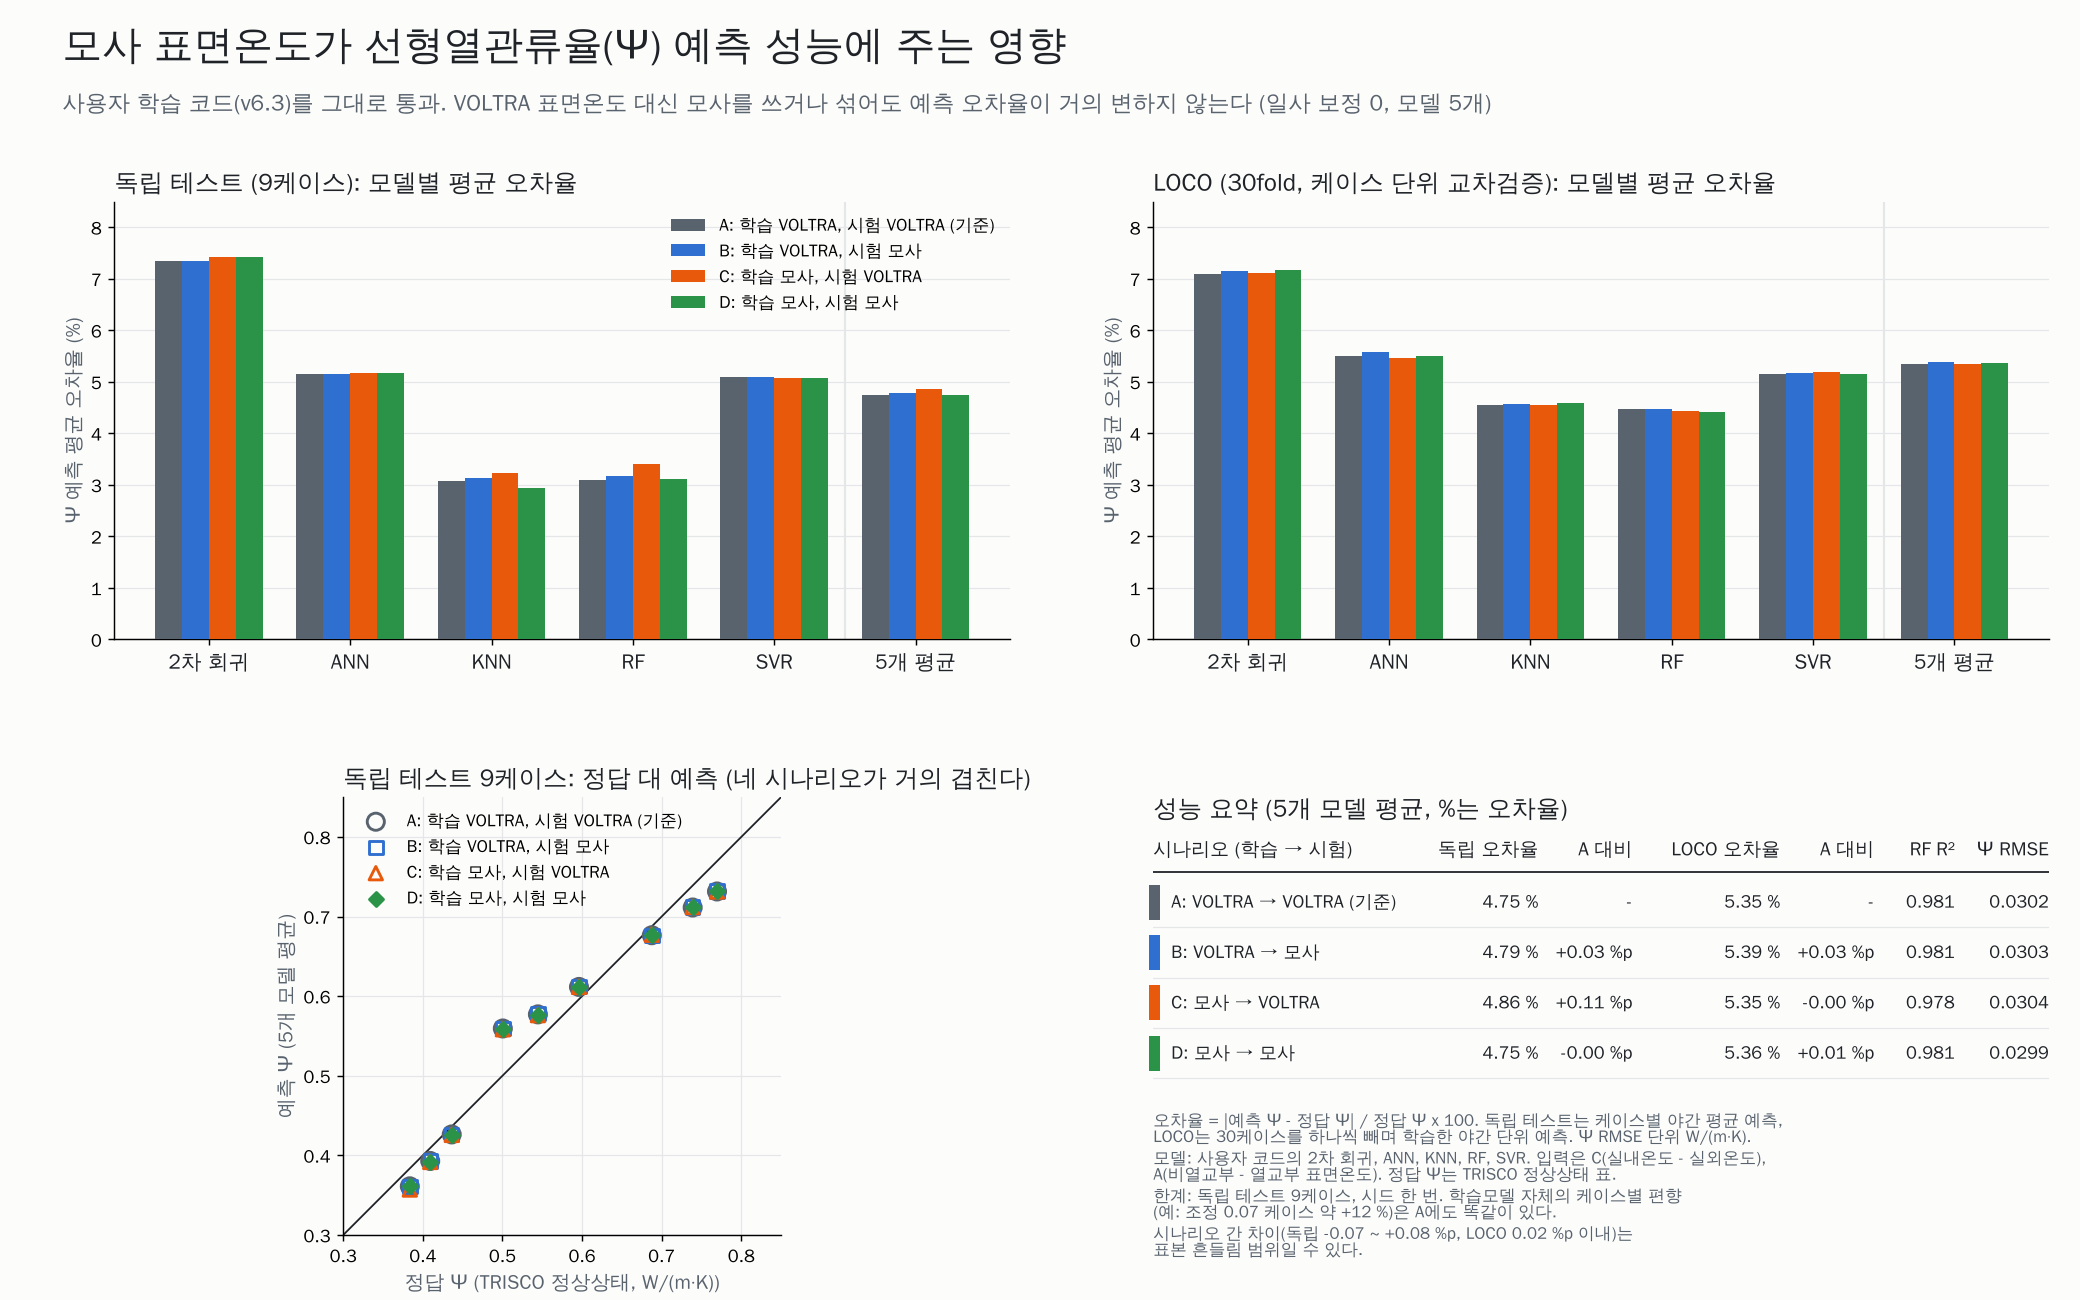 모사 표면온도가 선형열관류율(Ψ) 예측 성능에 주는 영향
사용자 학습 코드(v6.3)를 그대로 통과. VOLTRA 표면온도 대신 모사를 쓰거나 섞어도 예측 오차율이 거의 변하지 않는다 (일사 보정 0, 모델 5개)
독립 테스트 (9케이스): 모델별 평균 오차율
Ψ 예측 평균 오차율 (%)
8
7
6
5
4
3
2
1
0
A: 학습 VOLTRA, 시험 VOLTRA (기준)
B: 학습 VOLTRA, 시험 모사
C: 학습 모사, 시험 VOLTRA
D: 학습 모사, 시험 모사
2차 회귀 ANN KNN RF SVR 5개 평균
LOCO (30fold, 케이스 단위 교차검증): 모델별 평균 오차율
Ψ 예측 평균 오차율 (%)
8
7
6
5
4
3
2
1
0
2차 회귀 ANN KNN RF SVR 5개 평균
독립 테스트 9케이스: 정답 대 예측 (네 시나리오가 거의 겹친다)
A: 학습 VOLTRA, 시험 VOLTRA (기준)
B: 학습 VOLTRA, 시험 모사
C: 학습 모사, 시험 VOLTRA
D: 학습 모사, 시험 모사
예측 Ψ (5개 모델 평균)
0.8
0.7
0.6
0.5
0.4
0.3
0.3 0.4 0.5 0.6 0.7 0.8
정답 Ψ (TRISCO 정상상태, W/(m·K))
성능 요약 (5개 모델 평균, %는 오차율)
시나리오 (학습 → 시험) 독립 오차율 A 대비 LOCO 오차율 A 대비 RF R² Ψ RMSE
A: VOLTRA → VOLTRA (기준) 4.75 % - 5.35 % - 0.981 0.0302
B: VOLTRA → 모사 4.79 % +0.03 %p 5.39 % +0.03 %p 0.981 0.0303
C: 모사 → VOLTRA 4.86 % +0.11 %p 5.35 % -0.00 %p 0.978 0.0304
D: 모사 → 모사 4.75 % -0.00 %p 5.36 % +0.01 %p 0.981 0.0299
오차율 = |예측 Ψ - 정답 Ψ| / 정답 Ψ x 100. 독립 테스트는 케이스별 야간 평균 예측,
LOCO는 30케이스를 하나씩 빼며 학습한 야간 단위 예측. Ψ RMSE 단위 W/(m·K).
모델: 사용자 코드의 2차 회귀, ANN, KNN, RF, SVR. 입력은 C(실내온도 - 실외온도),
A(비열교부 - 열교부 표면온도). 정답 Ψ는 TRISCO 정상상태 표.
한계: 독립 테스트 9케이스, 시드 한 번. 학습모델 자체의 케이스별 편향
(예: 조정 0.07 케이스 약 +12 %)은 A에도 똑같이 있다.
시나리오 간 차이(독립 -0.07 ~ +0.08 %p, LOCO 0.02 %p 이내)는
표본 흔들림 범위일 수 있다.